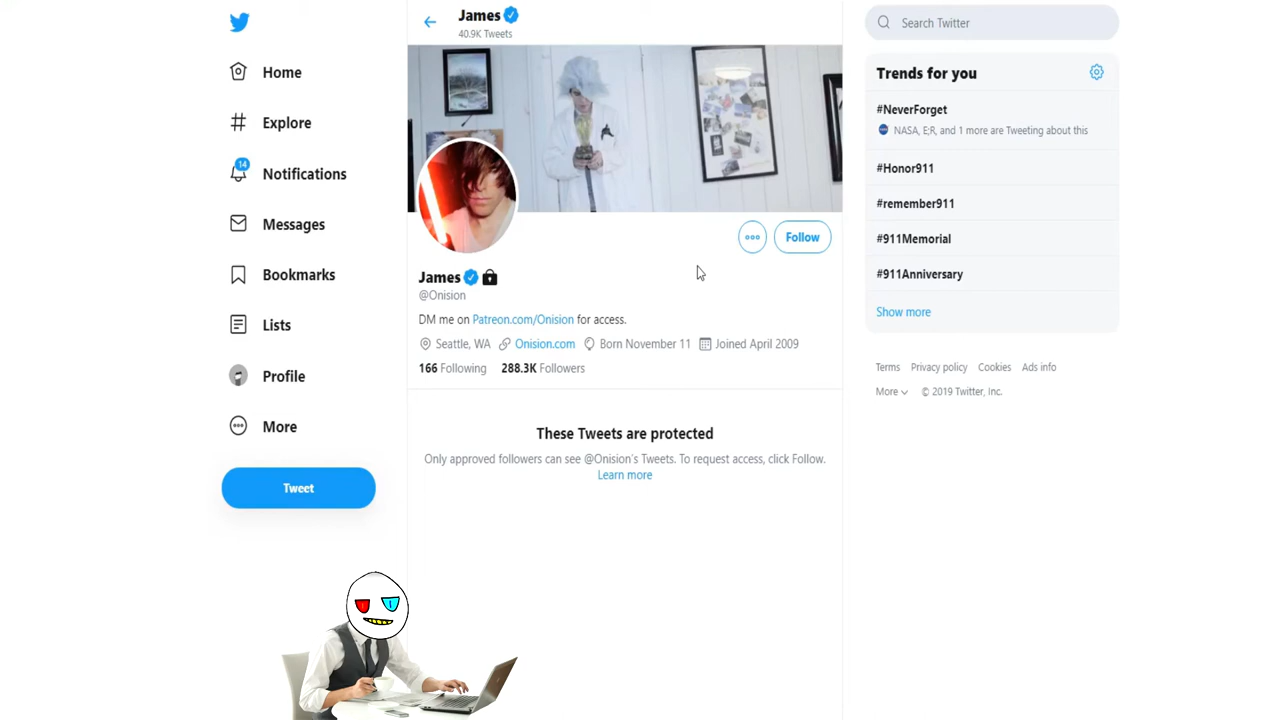 Home
Explore
14
Notifications
Messages
Bookmarks
Lists
Profile
More
Tweet
James
40.9K Tweets
Follow
James
@Onision
DM me on Patreon.com/Onision for access.
Seattle, WA Onision.com Born November 11 Joined April 2009
166 Following 288.3K Followers
These Tweets are protected
Only approved followers can see @Onision's Tweets. To request access, click Follow.
Learn more
Search Twitter
Trends for you
#NeverForget
NASA, E;R, and 1 more are Tweeting about this
#Honor911
#remember911
#911Memorial
#911Anniversary
Show more
Terms Privacy policy Cookies Ads info
More © 2019 Twitter, Inc.